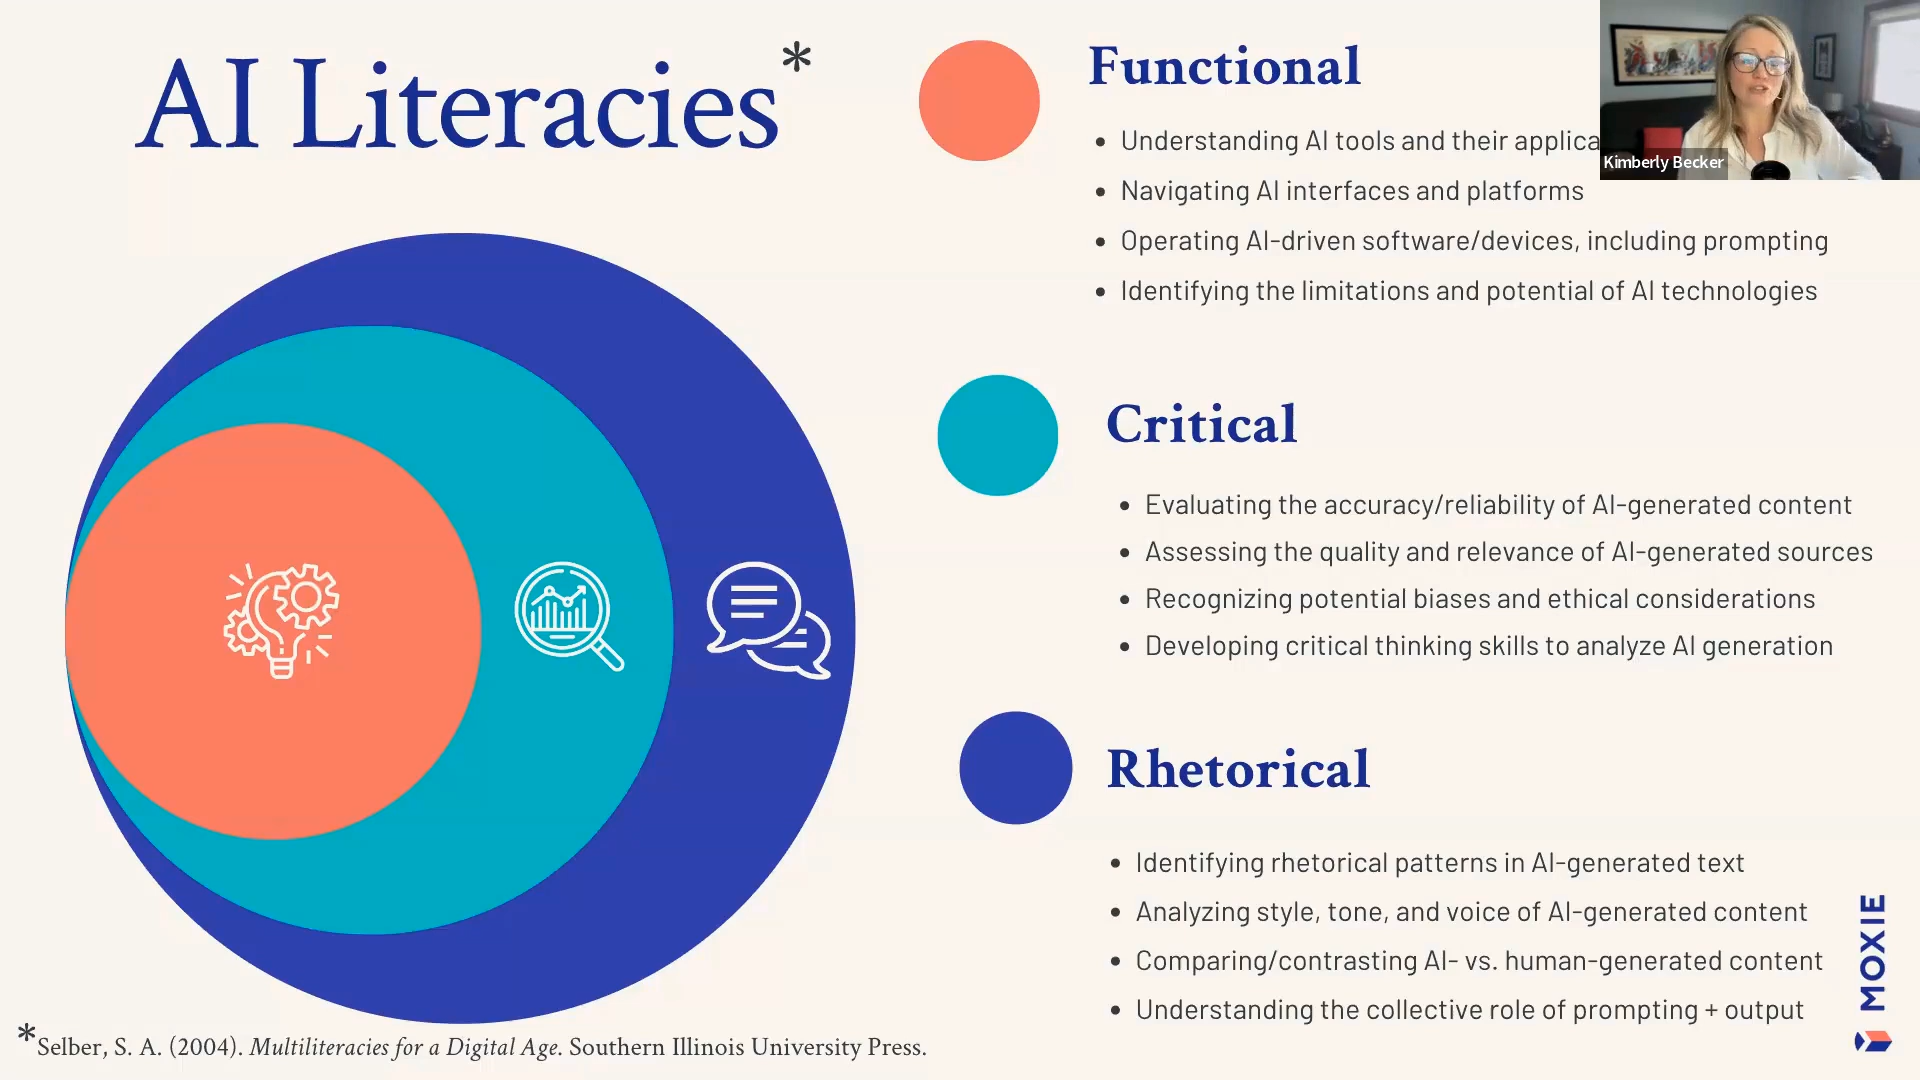 AI Literacies*
Functional
Understanding AI tools and their
Navigating AI interfaces and platforms
Operating AI-driven software/devices, including prompting
Identifying the limitations and potential of AI technologies
Kimberly Becker
Critical
Evaluating the accuracy/reliability of AI-generated content
Assessing the quality and relevance of AI-generated sources
Recognizing potential biases and ethical considerations
Developing critical thinking skills to analyze AI generation
Rhetorical
Identifying rhetorical patterns in AI-generated text
Analyzing style, tone, and voice of AI-generated content
Comparing/contrasting AI- vs. human-generated content
Understanding the collective role of prompting + output
MOXIE
*Selber, S. A. (2004). Multiliteracies for a Digital Age. Southern Illinois University Press.